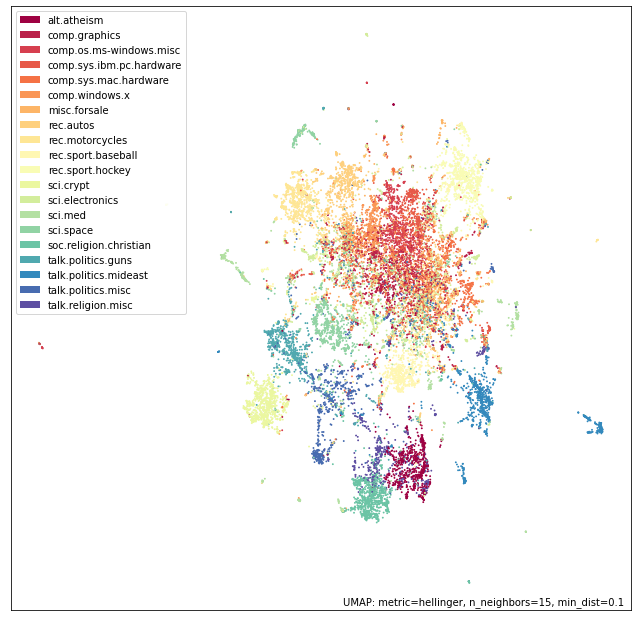 alt.atheism
comp.graphics
comp.os.ms-windows.misc
comp.sys.ibm.pc.hardware
comp.sys.mac.hardware
comp.windows.x
misc.forsale
rec.autos
rec.motorcycles
rec.sport.baseball
rec.sport.hockey
sci.crypt
sci.electronics
sci.med
sci.space
soc.religion.christian
talk.politics.guns
talk.politics.mideast
talk.politics.misc
talk.religion.misc
UMAP: metric=hellinger, n_neighbors=15, min_dist=0.1